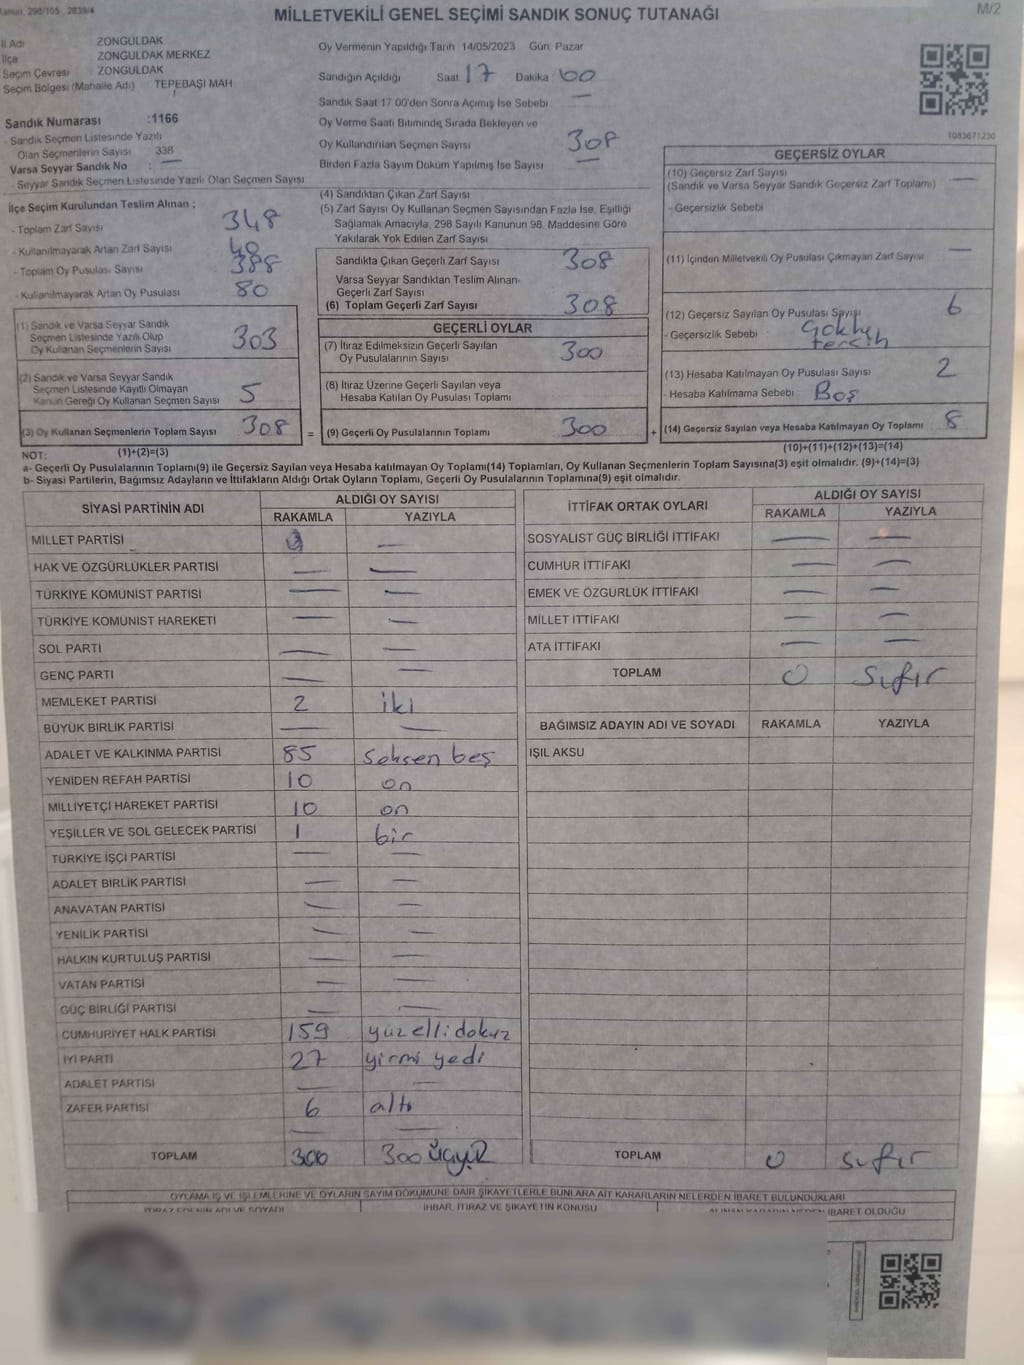 Kanun, 298/105, 2839/4
MİLLETVEKİLİ GENEL SEÇİMİ SANDIK SONUÇ TUTANAĞI
M/2
İl Adı ZONGULDAK
İlçe ZONGULDAK MERKEZ
Seçim Çevresi ZONGULDAK
Seçim Bölgesi (Mahalle Adı) TEPEBAŞI MAH
Sandık Numarası :1166
- Sandık Seçmen Listesinde Yazılı
Olan Seçmenlerin Sayısı 338
Varsa Seyyar Sandık No : —
- Seyyar Sandık Seçmen Listesinde Yazılı Olan Seçmen Sayısı
İlçe Seçim Kurulundan Teslim Alınan ;
- Toplam Zarf Sayısı 348
- Kullanılmayarak Artan Zarf Sayısı 40
- Toplam Oy Pusulası Sayısı 388
- Kullanılmayarak Artan Oy Pusulası 80
(1) Sandık ve Varsa Seyyar Sandık
Seçmen Listesinde Yazılı Olup
Oy Kullanan Seçmenlerin Sayısı 303
(2) Sandık ve Varsa Seyyar Sandık
Seçmen Listesinde Kayıtlı Olmayan
Kanun Gereği Oy Kullanan Seçmen Sayısı 5
(3) Oy Kullanan Seçmenlerin Toplam Sayısı 308
Oy Vermenin Yapıldığı Tarih 14/05/2023 Gün Pazar
Sandığın Açıldığı Saat 17 Dakika 00
Sandık Saat 17.00'den Sonra Açımış İse Sebebi —
Oy Verme Saati Bitiminde Sırada Bekleyen ve
Oy Kullandırılan Seçmen Sayısı
Birden Fazla Sayım Döküm Yapılmış İse Sayısı —
308
(4) Sandıktan Çıkan Zarf Sayısı
(5) Zarf Sayısı Oy Kullanan Seçmen Sayısından Fazla İse, Eşitliği
Sağlamak Amacıyla, 298 Sayılı Kanunun 98. Maddesine Göre
Yakılarak Yok Edilen Zarf Sayısı
Sandıkta Çıkan Geçerli Zarf Sayısı 308
Varsa Seyyar Sandıktan Teslim Alınan-
Geçerli Zarf Sayısı
(6) Toplam Geçerli Zarf Sayısı 308
GEÇERLİ OYLAR
(7) İtiraz Edilmeksizin Geçerli Sayılan
Oy Pusulalarının Sayısı 300
(8) İtiraz Üzerine Geçerli Sayılan veya
Hesaba Katılan Oy Pusulası Toplamı
= (9) Geçerli Oy Pusulalarının Toplamı 300
1083671236
GEÇERSİZ OYLAR
(10) Geçersiz Zarf Sayısı —
(Sandık ve Varsa Seyyar Sandık Geçersiz Zarf Toplamı)
- Geçersizlik Sebebi
(11) İçinden Milletvekili Oy Pusulası Çıkmayan Zarf Sayısı —
(12) Geçersiz Sayılan Oy Pusulası Sayısı 6
- Geçersizlik Sebebi tercih
(13) Hesaba Katılmayan Oy Pusulası Sayısı 2
- Hesaba Katılmama Sebebi Boş
+ (14) Geçersiz Sayılan veya Hesaba Katılmayan Oy Toplamı 8
NOT: (1)+(2)=(3) (10)+(11)+(12)+(13)=(14)
a- Geçerli Oy Pusulalarının Toplamı(9) ile Geçersiz Sayılan veya Hesaba katılmayan Oy Toplamı(14) Toplamları, Oy Kullanan Seçmenlerin Toplam Sayısına(3) eşit olmalıdır. (9)+(14)=(3)
b- Siyasi Partilerin, Bağımsız Adayların ve İttifakların Aldığı Ortak Oyların Toplamı, Geçerli Oy Pusulalarının Toplamına(9) eşit olmalıdır.
SİYASİ PARTİNİN ADI ALDIĞI OY SAYISI
RAKAMLA YAZIYLA
MİLLET PARTİSİ —
HAK VE ÖZGÜRLÜKLER PARTİSİ — —
TÜRKİYE KOMÜNİST PARTİSİ — —
TÜRKİYE KOMÜNİST HAREKETİ — —
SOL PARTİ — —
GENÇ PARTİ — —
MEMLEKET PARTİSİ 2 iki
BÜYÜK BİRLİK PARTİSİ — —
ADALET VE KALKINMA PARTİSİ 85 seksen beş
YENİDEN REFAH PARTİSİ 10 on
MİLLİYETÇİ HAREKET PARTİSİ 10 on
YEŞİLLER VE SOL GELECEK PARTİSİ 1 bir
TÜRKİYE İŞÇİ PARTİSİ — —
ADALET BİRLİK PARTİSİ — —
ANAVATAN PARTİSİ — —
YENİLİK PARTİSİ — —
HALKIN KURTULUŞ PARTİSİ — —
VATAN PARTİSİ — —
GÜÇ BİRLİĞİ PARTİSİ — —
CUMHURİYET HALK PARTİSİ 159 yüzellidokuz
İYİ PARTİ 27 yirmi yedi
ADALET PARTİSİ — —
ZAFER PARTİSİ 6 altı
— —
TOPLAM 300 300 üçyüz
İTTİFAK ORTAK OYLARI ALDIĞI OY SAYISI
RAKAMLA YAZIYLA
SOSYALİST GÜÇ BİRLİĞİ İTTİFAKI — —
CUMHUR İTTİFAKI — —
EMEK VE ÖZGÜRLÜK İTTİFAKI — —
MİLLET İTTİFAKI — —
ATA İTTİFAKI — —
TOPLAM 0 sıfır
BAĞIMSIZ ADAYIN ADI VE SOYADI RAKAMLA YAZIYLA
IŞIL AKSU
TOPLAM 0 sıfır
OYLAMA İŞ VE İŞLEMLERİNE VE OYLARIN SAYIM DÖKÜMÜNE DAİR ŞİKAYETLERLE BUNLARA AİT KARARLARIN NELERDEN İBARET BULUNDUKLARI
İTİRAZ EDENİN ADI VE SOYADI İHBAR, İTİRAZ VE ŞİKAYETİN KONUSU İBARET OLDUĞU